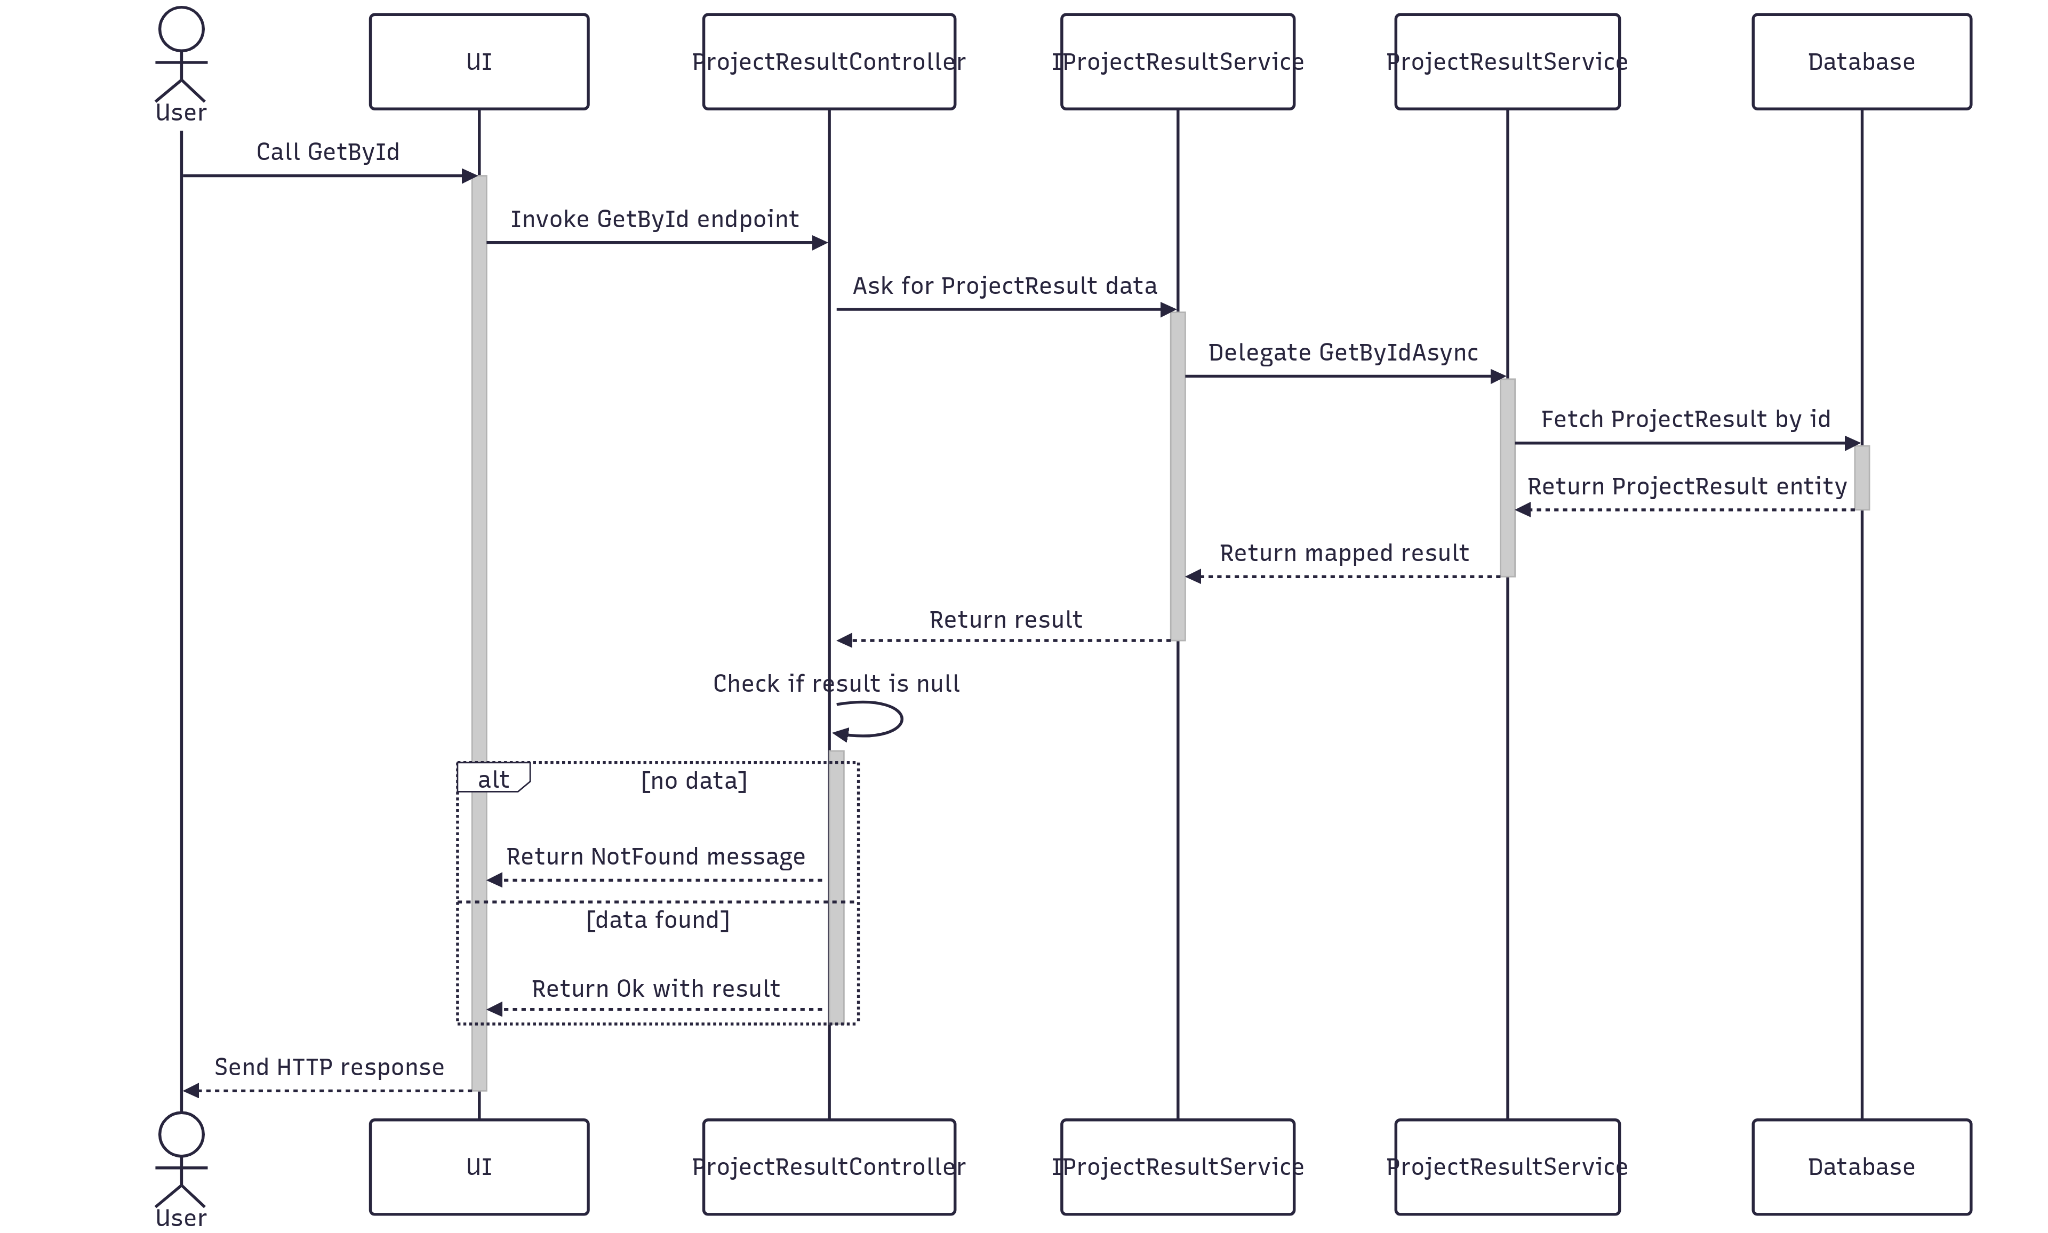 User
UI
ProjectResultController
IProjectResultService
ProjectResultService
Database
Call GetById
Invoke GetById endpoint
Ask for ProjectResult data
Delegate GetByIdAsync
Fetch ProjectResult by id
Return ProjectResult entity
Return mapped result
Return result
Check if result is null
alt
[no data]
Return NotFound message
[data found]
Return Ok with result
Send HTTP response
User
UI
ProjectResultController
IProjectResultService
ProjectResultService
Database